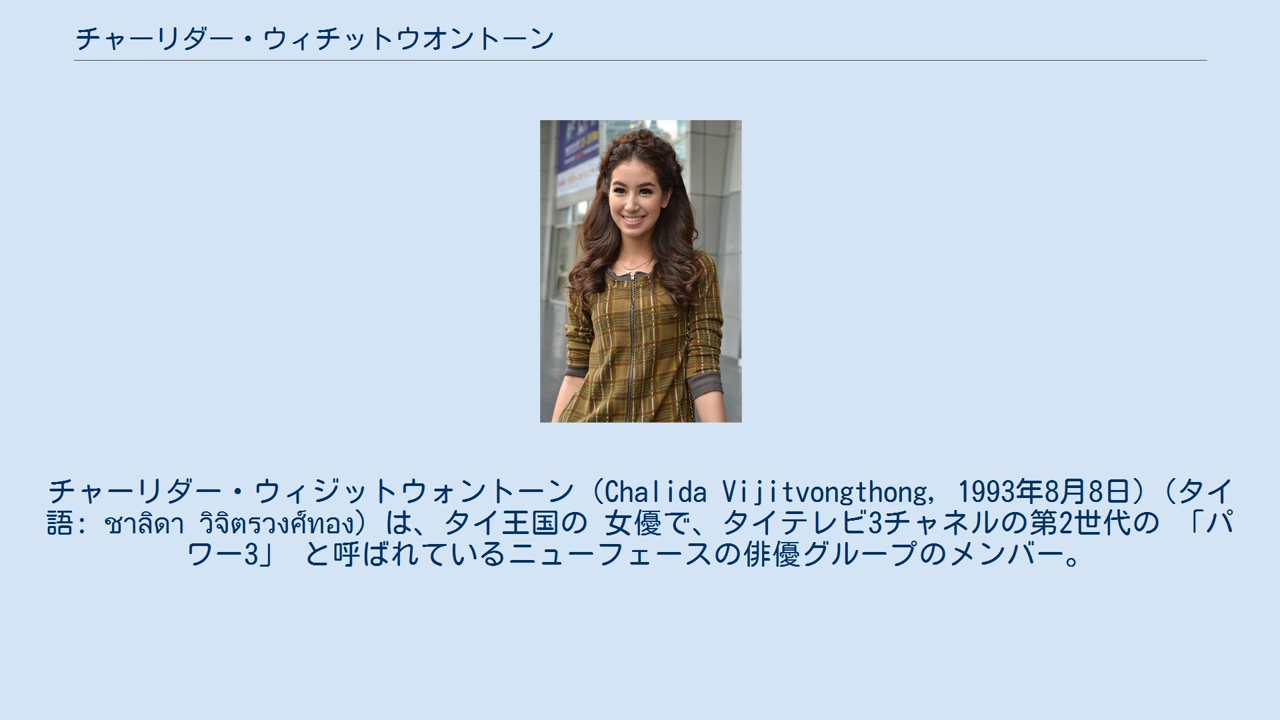 チャーリダー・ウィチットウオントーン
チャーリダー・ウィジットウォントーン（Chalida Vijitvongthong, 1993年8月8日）（タイ
語: ชาลิดา วิจิตรวงศ์ทอง）は、タイ王国の 女優で、タイテレビ3チャネルの第2世代の 「パ
ワー3」 と呼ばれているニューフェースの俳優グループのメンバー。